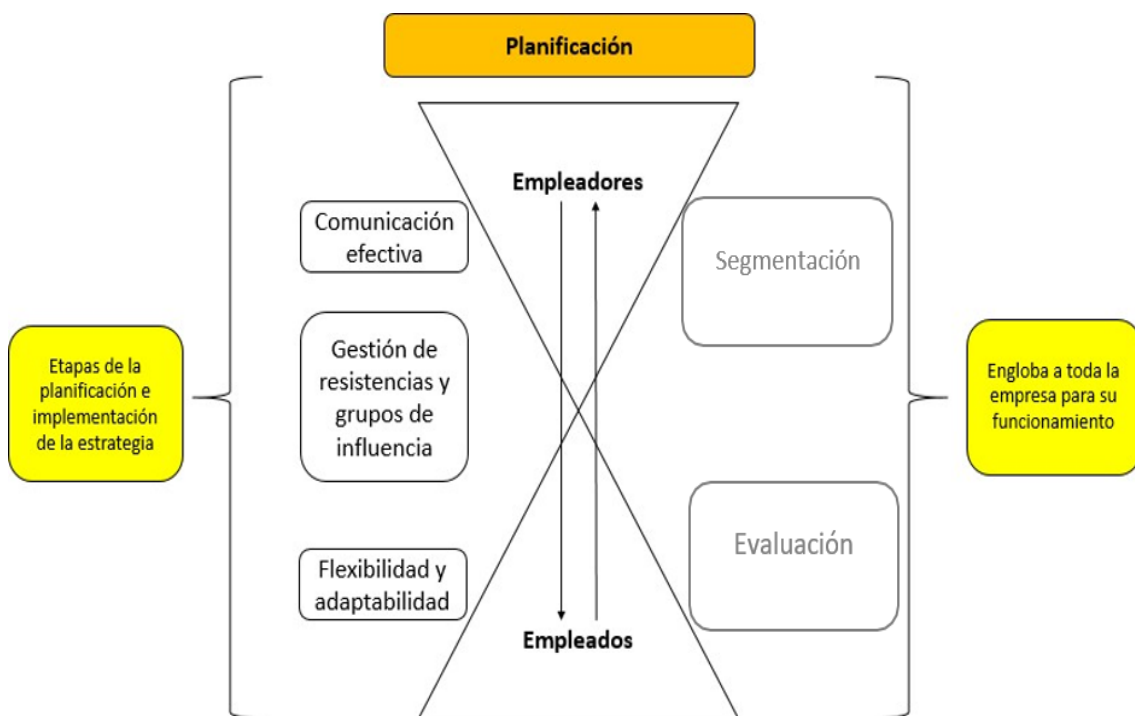 Planificación
Empleadores
Comunicación
efectiva
Segmentación
Gestión de
resistencias y
grupos de
influencia
Etapas de la
planificación e
implementación
de la estrategia
Engloba a toda la
empresa para su
funcionamiento
Evaluación
Flexibilidad y
adaptabilidad
Empleados